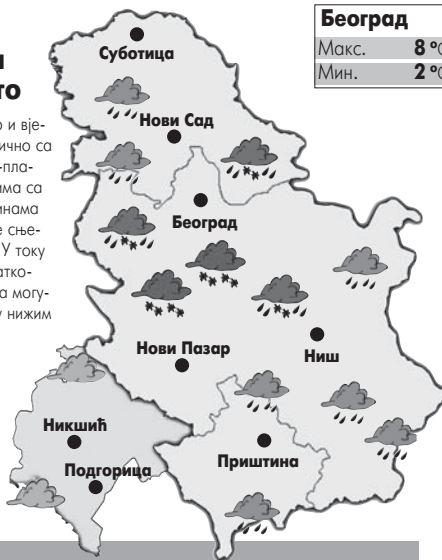 Београд
Макс. 8 °C
Мин. 2 °C
Суботица
Нови Сад
Београд
Нови Пазар
Ниш
Никшић
Подгорица
Приштина
о и вје-
ично са
-пла-
има са
инама
е сње-
У току
атко-
а могу-
у нижим